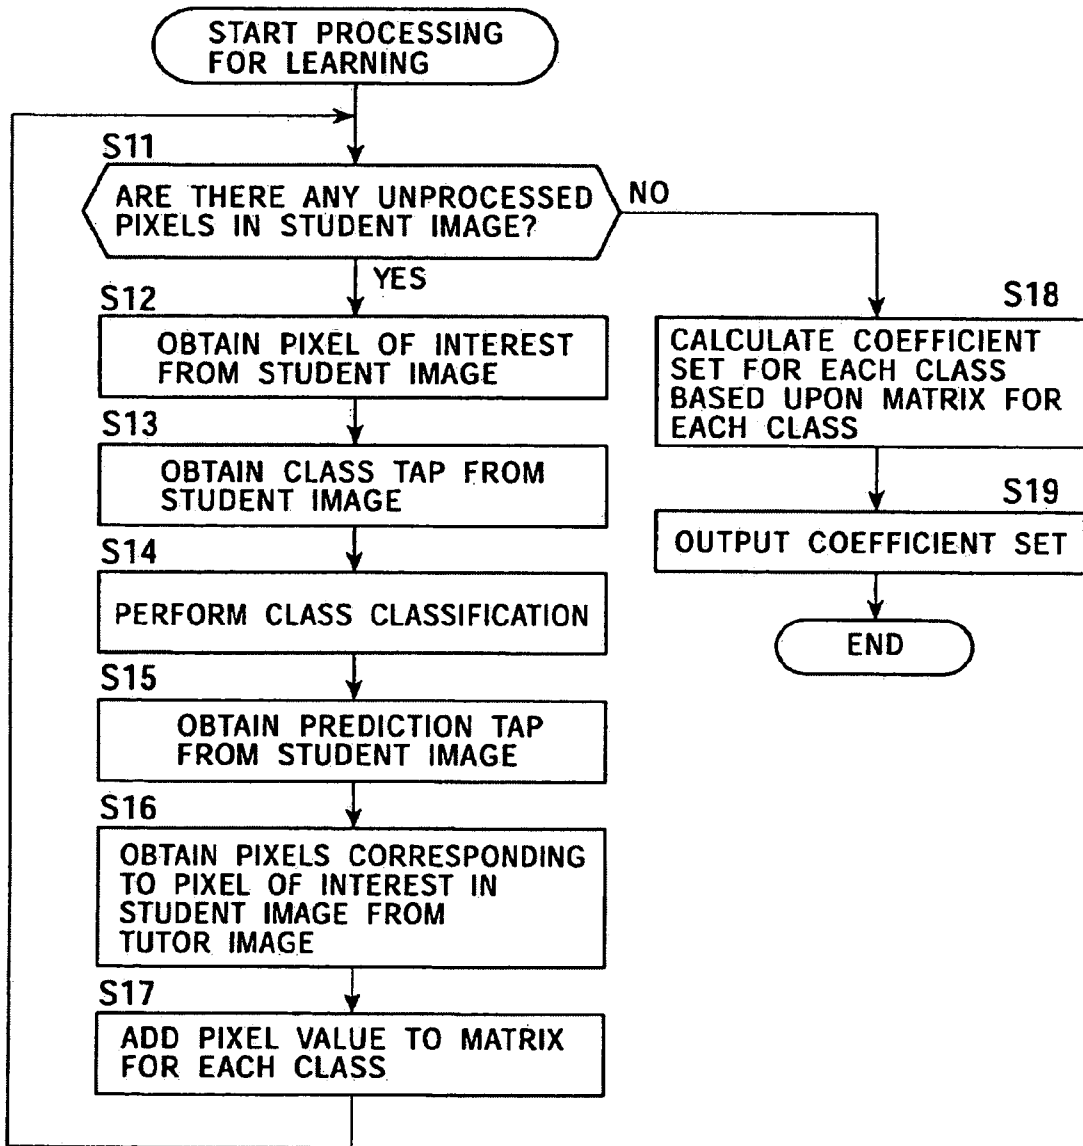 START PROCESSING
FOR LEARNING
S11
ARE THERE ANY UNPROCESSED
PIXELS IN STUDENT IMAGE?
NO
YES
S12
OBTAIN PIXEL OF INTEREST
FROM STUDENT IMAGE
S13
OBTAIN CLASS TAP FROM
STUDENT IMAGE
S14
PERFORM CLASS CLASSIFICATION
S15
OBTAIN PREDICTION TAP
FROM STUDENT IMAGE
S16
OBTAIN PIXELS CORRESPONDING
TO PIXEL OF INTEREST IN
STUDENT IMAGE FROM
TUTOR IMAGE
S17
ADD PIXEL VALUE TO MATRIX
FOR EACH CLASS
S18
CALCULATE COEFFICIENT
SET FOR EACH CLASS
BASED UPON MATRIX FOR
EACH CLASS
S19
OUTPUT COEFFICIENT SET
END